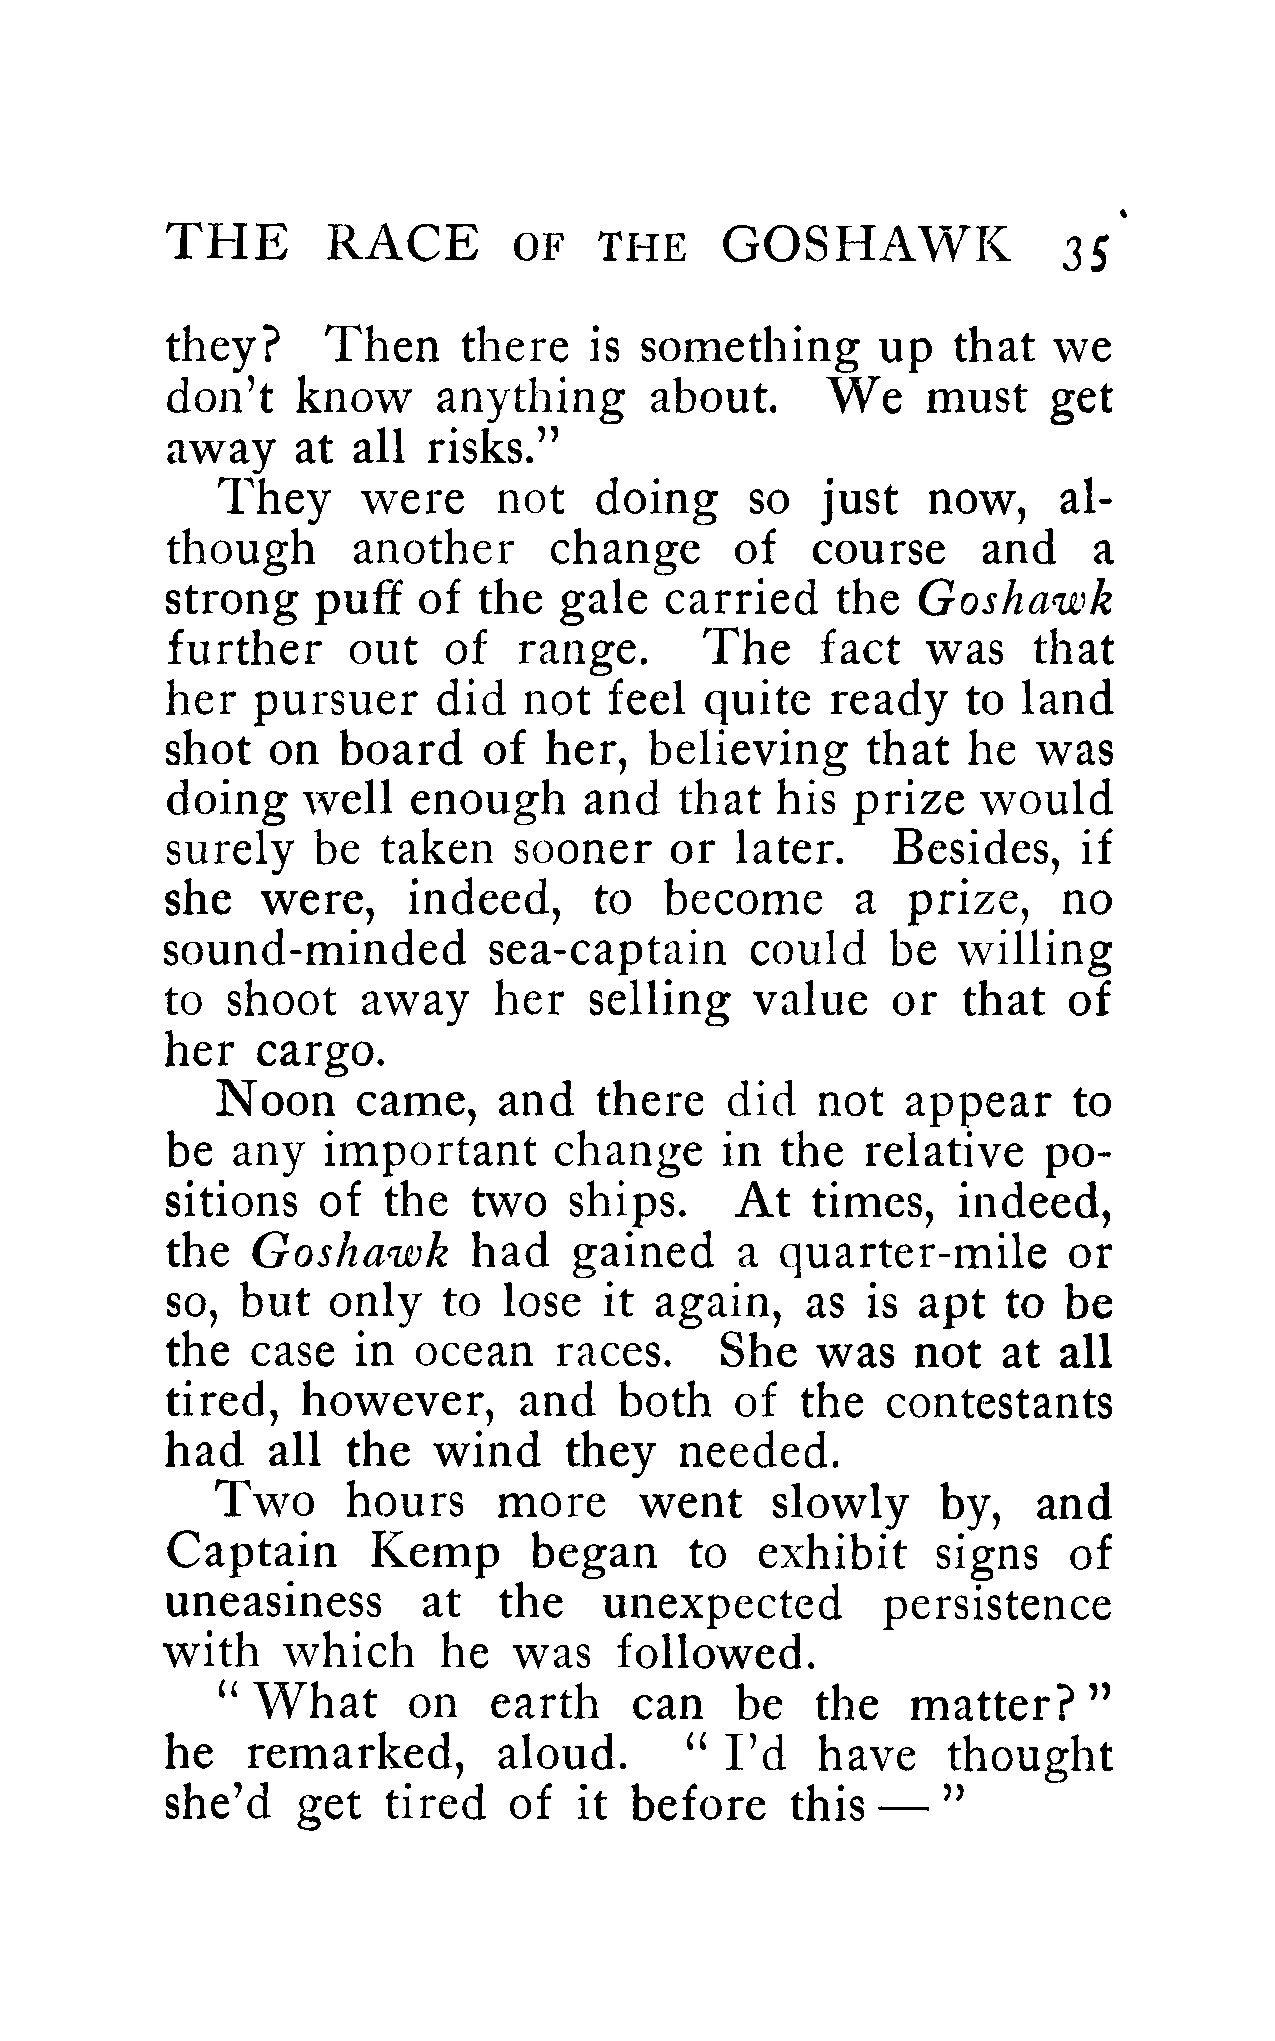 THE RACE OF THE GOSHAWK 35
they? Then there is something up that we
don't know anything about. We must get
away at all risks."
They were not doing so just now, al-
though another change of course and a
strong puff of the gale carried the Goshawk
further out of range. The fact was that
her pursuer did not feel quite ready to land
shot on board of her, believing that he was
doing well enough and that his prize would
surely be taken sooner or later. Besides, if
she were, indeed, to become a prize, no
sound-minded sea-captain could be willing
to shoot away her selling value or that of
her cargo.
Noon came, and there did not appear to
be any important change in the relative po-
sitions of the two ships. At times, indeed,
the Goshawk had gained a quarter-mile or
so, but only to lose it again, as is apt to be
the case in ocean races. She was not at all
tired, however, and both of the contestants
had all the wind they needed.
Two hours more went slowly by, and
Captain Kemp began to exhibit signs of
uneasiness at the unexpected persistence
with which he was followed.
"What on earth can be the matter?"
he remarked, aloud. "I'd have thought
she'd get tired of it before this — "